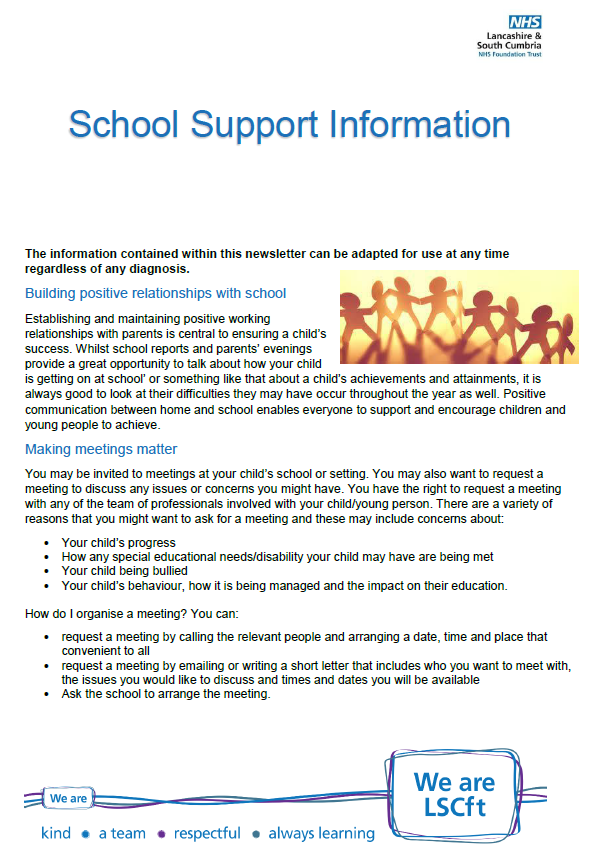 NHS
Lancashire &
South Cumbria
NHS Foundation Trust
School Support Information
The information contained within this newsletter can be adapted for use at any time
regardless of any diagnosis.
Building positive relationships with school
Establishing and maintaining positive working
relationships with parents is central to ensuring a child's
success. Whilst school reports and parents' evenings
provide a great opportunity to talk about how your child
is getting on at school' or something like that about a child's achievements and attainments, it is
always good to look at their difficulties they may have occur throughout the year as well. Positive
communication between home and school enables everyone to support and encourage children and
young people to achieve.
Making meetings matter
You may be invited to meetings at your child's school or setting. You may also want to request a
meeting to discuss any issues or concerns you might have. You have the right to request a meeting
with any of the team of professionals involved with your child/young person. There are a variety of
reasons that you might want to ask for a meeting and these may include concerns about:
• Your child's progress
• How any special educational needs/disability your child may have are being met
• Your child being bullied
• Your child's behaviour, how it is being managed and the impact on their education.
How do I organise a meeting? You can:
• request a meeting by calling the relevant people and arranging a date, time and place that
convenient to all
• request a meeting by emailing or writing a short letter that includes who you want to meet with,
the issues you would like to discuss and times and dates you will be available
• Ask the school to arrange the meeting.
We are
We are
LSCft
kind • a team • respectful • always learning